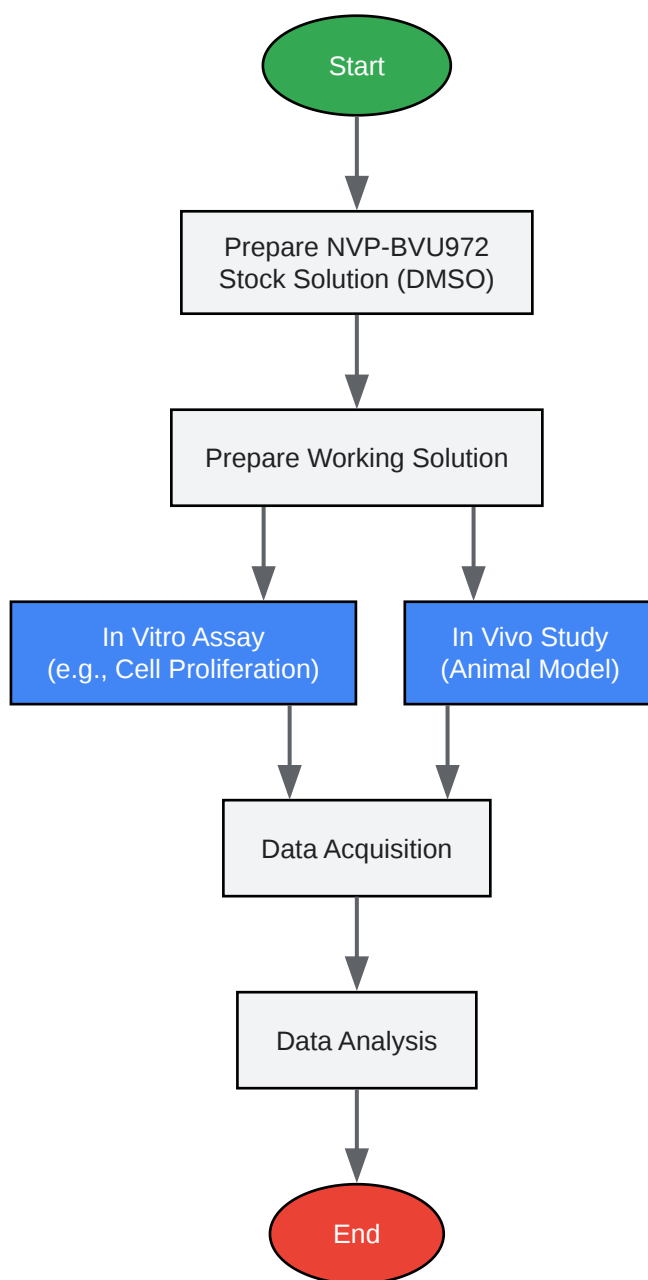 Start
Prepare NVP-BVU972
Stock Solution (DMSO)
Prepare Working Solution
In Vitro Assay
(e.g., Cell Proliferation)
In Vivo Study
(Animal Model)
Data Acquisition
Data Analysis
End